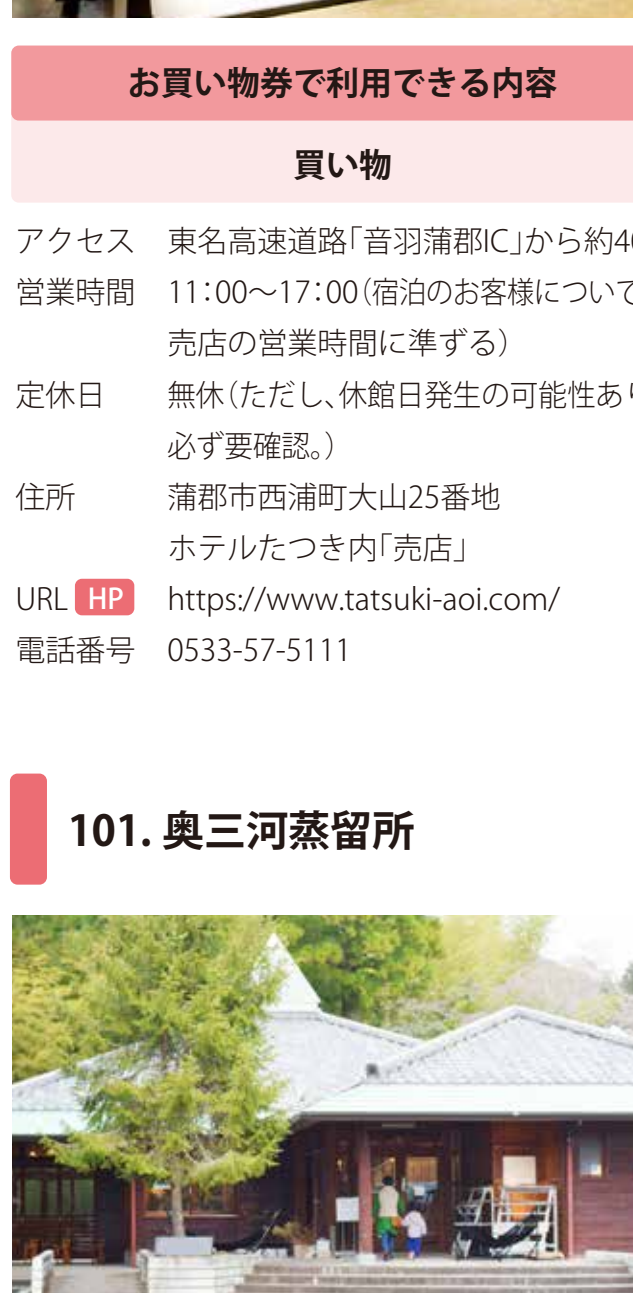 お買い物券で利用できる内容
買い物
アクセス 東名高速道路「音羽蒲郡IC」から約4
営業時間 11:00〜17:00(宿泊のお客様について
売店の営業時間に準ずる)
定休日 無休(ただし、休館日発生の可能性あり
必ず要確認。)
住所 蒲郡市西浦町大山25番地
ホテルたつき内「売店」
URL HP https://www.tatsuki-aoi.com/
電話番号 0533-57-5111
101. 奥三河蒸留所